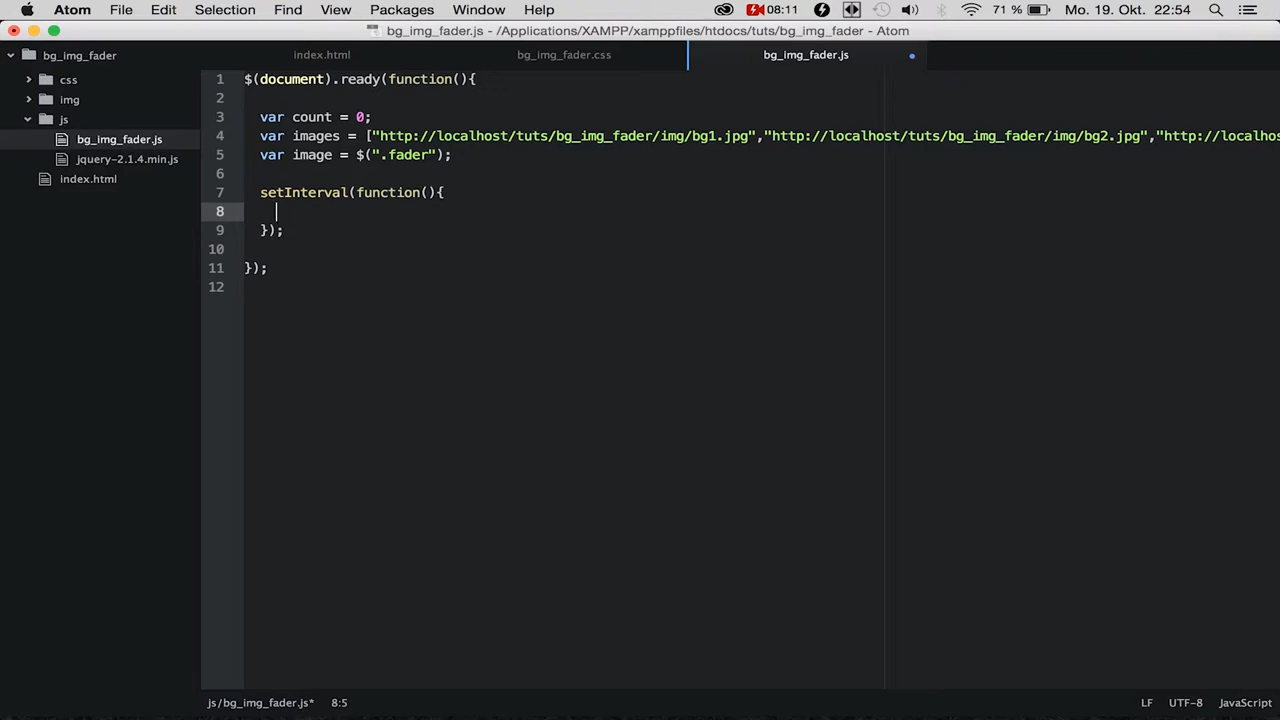 Atom File Edit Selection Find View Packages Window Help 08:11 71 % Mo. 19. Okt. 22:54
bg_img_fader.js - /Applications/XAMPP/xamppfiles/htdocs/tuts/bg_img_fader - Atom
bg_img_fader
index.html
bg_img_fader.css
bg_img_fader.js
css
img
js
bg_img_fader.js
jquery-2.1.4.min.js
index.html
1 $(document).ready(function(){
2
3 var count = 0;
4 var images = ["http://localhost/tuts/bg_img_fader/img/bg1.jpg","http://localhost/tuts/bg_img_fader/img/bg2.jpg","http://localhos
5 var image = $(".fader");
6
7 setInterval(function(){
8
9 });
10
11 });
12
js/bg_img_fader.js* 8:5 LF UTF-8 JavaScript